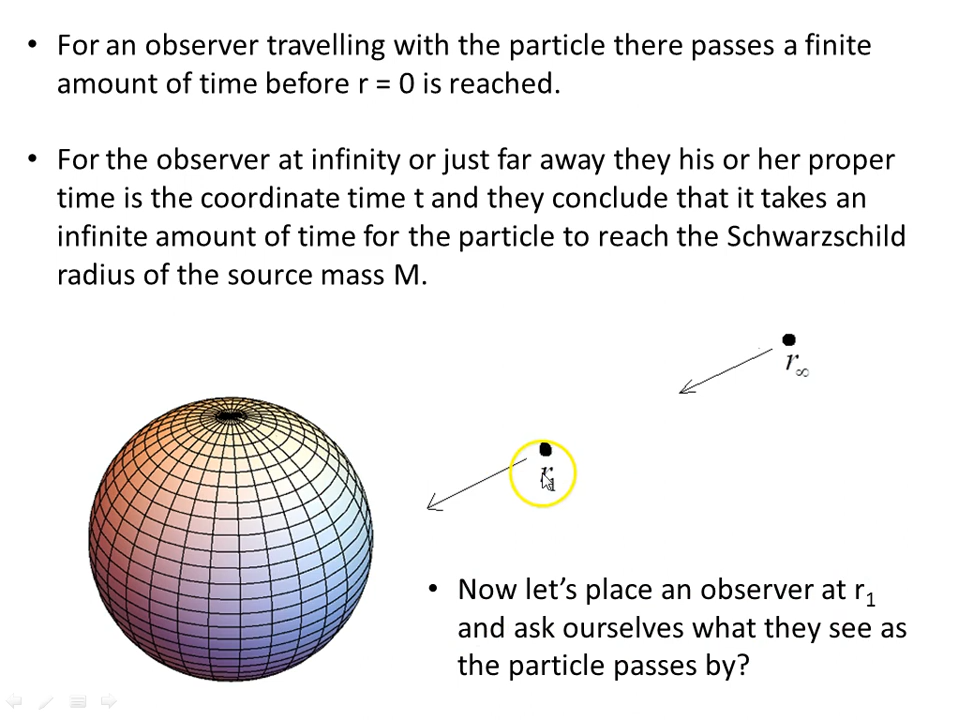 • For an observer travelling with the particle there passes a finite
amount of time before r = 0 is reached.
• For the observer at infinity or just far away they his or her proper
time is the coordinate time t and they conclude that it takes an
infinite amount of time for the particle to reach the Schwarzschild
radius of the source mass M.
r∞
r₁
• Now let’s place an observer at r₁
and ask ourselves what they see as
the particle passes by?